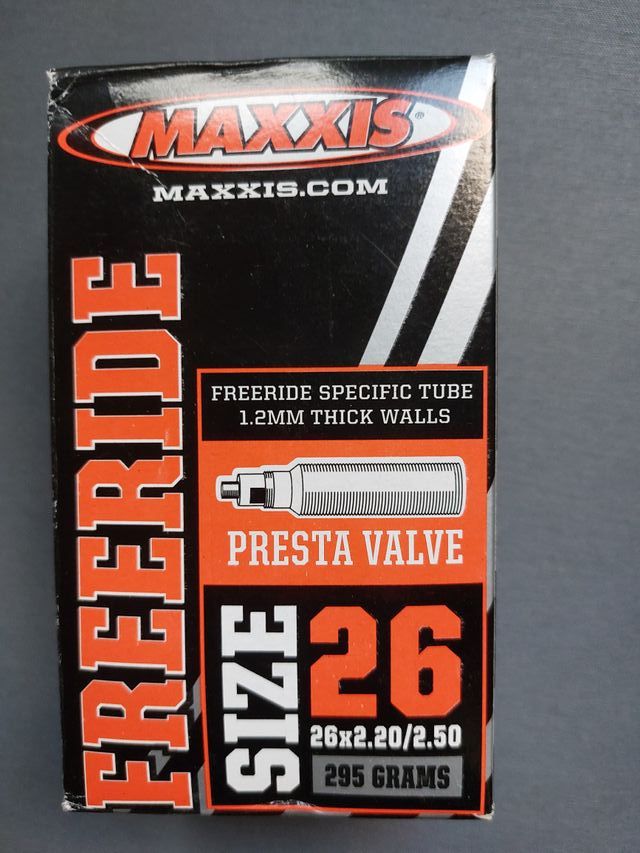 MAXXIS®
MAXXIS.COM
FREERIDE
FREERIDE SPECIFIC TUBE
1.2MM THICK WALLS
PRESTA VALVE
SIZE
26
26x2.20/2.50
295 GRAMS